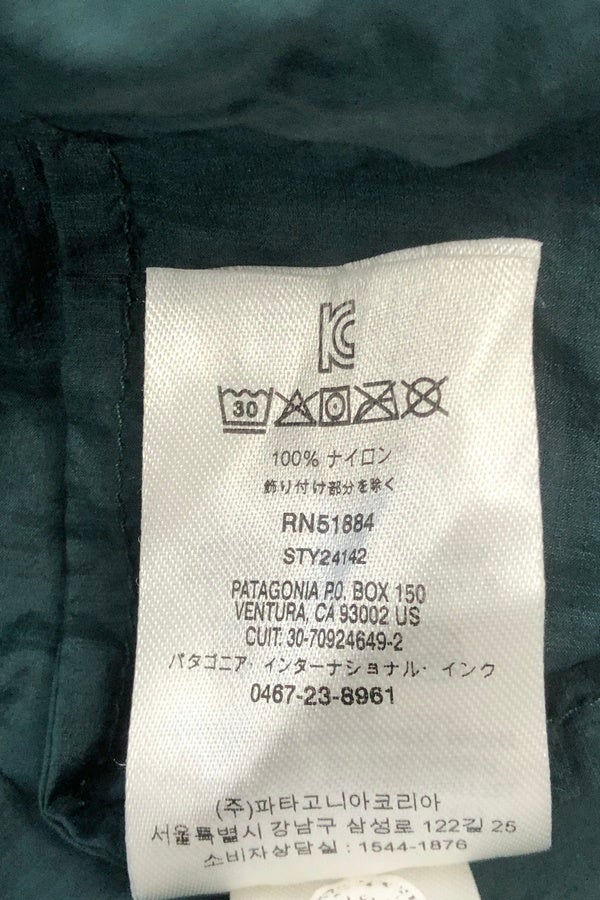 KC
30
100% ナイロン
飾り付け部分を除く
RN51884
STY24142
PATAGONIA P.O. BOX 150
VENTURA, CA 93002 US
CUIT: 30-70924649-2
パタゴニア・インターナショナル・インク
0467-23-8961
(주)파타고니아코리아
서울특별시 강남구 삼성로 122길 25
소비자상담실 : 1544-1876